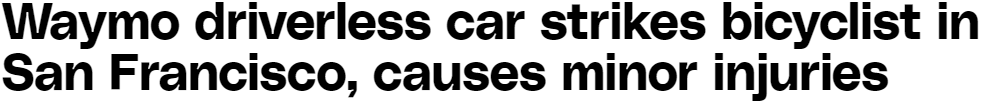 Waymo driverless car strikes bicyclist in
San Francisco, causes minor injuries